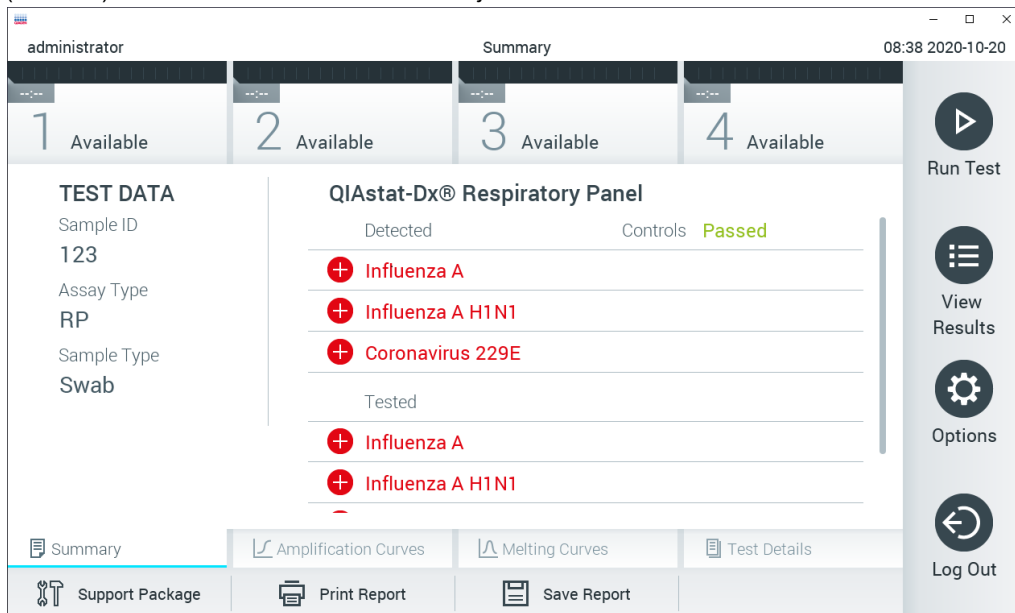 administrator Summary 08:38 2020-10-20
--:-- --:-- --:-- --:--
1 Available 2 Available 3 Available 4 Available
Run Test
TEST DATA
Sample ID
123
Assay Type
RP
Sample Type
Swab
QIAstat-Dx® Respiratory Panel
Detected Controls Passed
Influenza A
Influenza A H1N1
Coronavirus 229E
Tested
Influenza A
Influenza A H1N1
View
Results
Options
Log Out
Summary Amplification Curves Melting Curves Test Details
Support Package Print Report Save Report